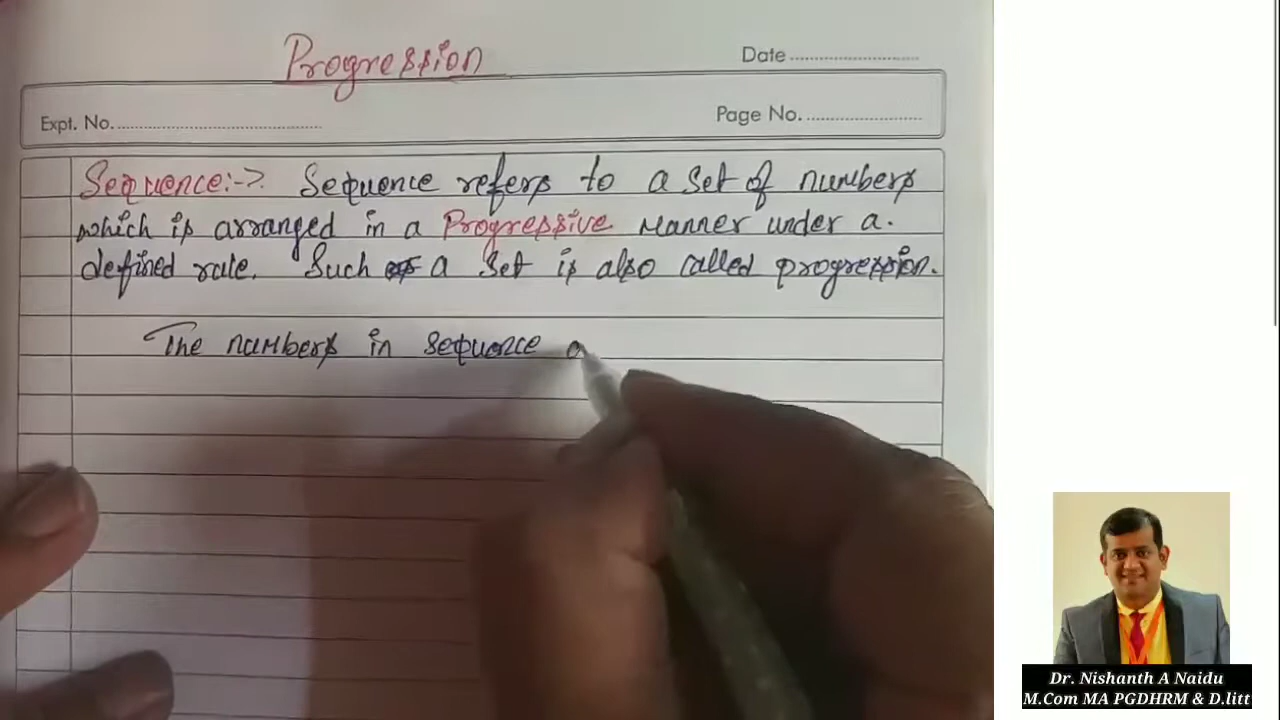 Progression
Date
Expt. No.
Page No.
Sequence:-> Sequence refers to a set of numbers
which is arranged in a Progressive manner under a.
defined rule. Such a set is also called progression.
The numbers in sequence a
Dr. Nishanth A Naidu
M.Com MA PGDHRM & D.litt